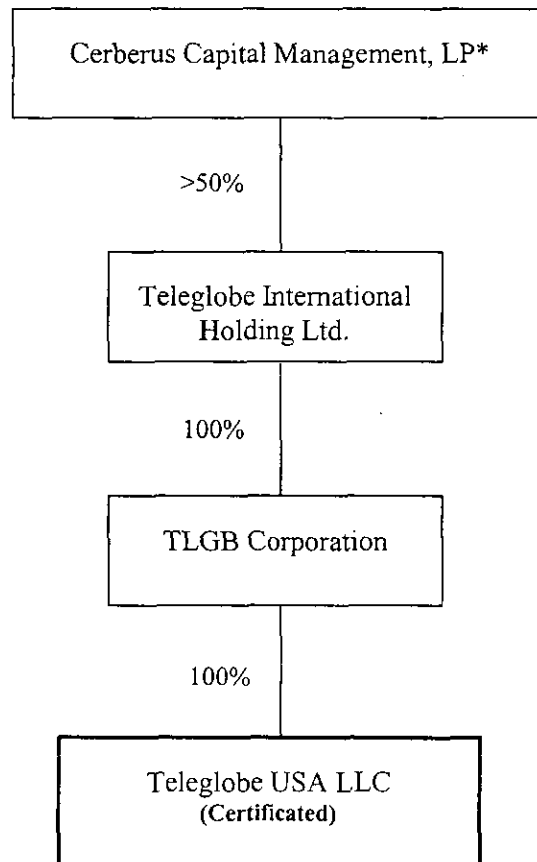 Cerberus Capital Management, LP*
>50%
Teleglobe International
Holding Ltd.
100%
TLGB Corporation
100%
Teleglobe USA LLC
(Certificated)